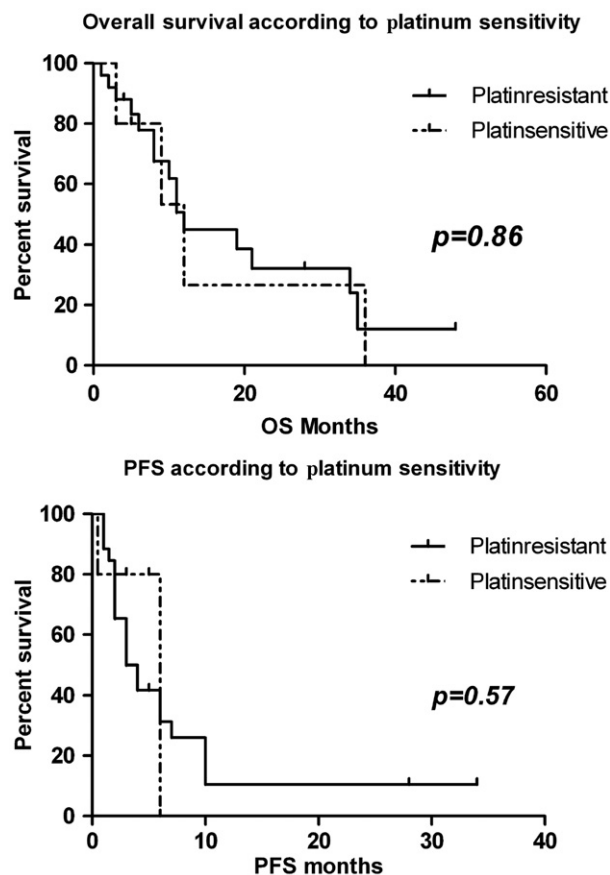 Overall survival according to platinum sensitivity
100
80
60
40
20
0
Percent survival
Platinresistant
Platinsensitive
p=0.86
0 20 40 60
OS Months
PFS according to platinum sensitivity
100
80
60
40
20
0
Percent survival
Platinresistant
Platinsensitive
p=0.57
0 10 20 30 40
PFS months